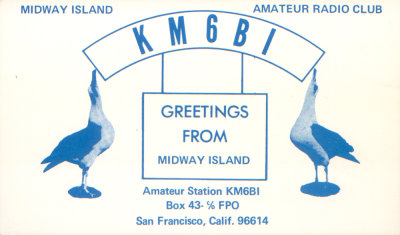 MIDWAY ISLAND
AMATEUR RADIO CLUB
KM6BI
GREETINGS
FROM
MIDWAY ISLAND
Amateur Station KM6BI
Box 43- ℅ FPO
San Francisco, Calif. 96614